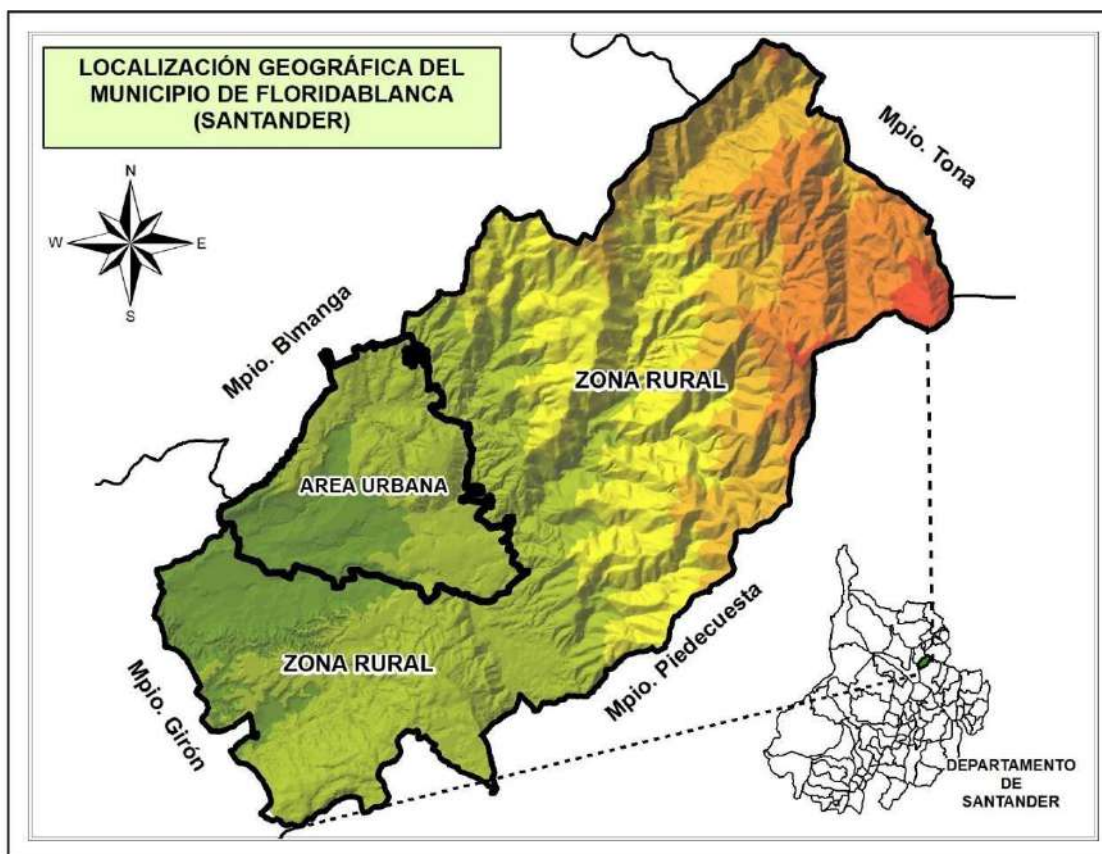 LOCALIZACIÓN GEOGRÁFICA DEL
MUNICIPIO DE FLORIDABLANCA
(SANTANDER)
N
W
E
S
Mpio. Tona
Mpio. B\manga
ZONA RURAL
AREA URBANA
ZONA RURAL
Mpio. Girón
Mpio. Piedecuesta
DEPARTAMENTO
DE
SANTANDER